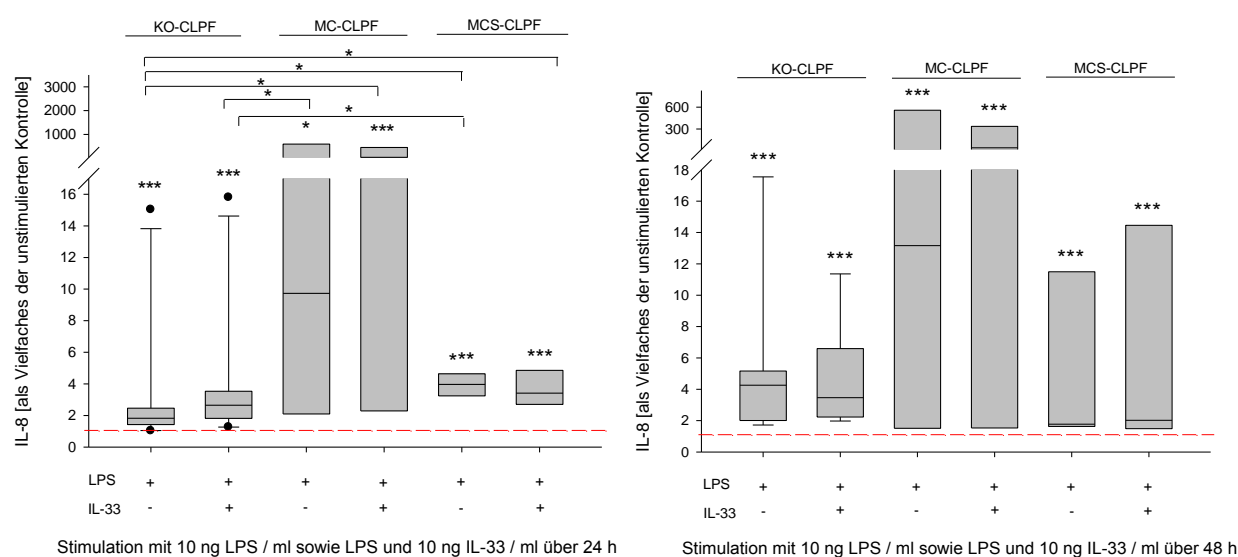 KO-CLPF MC-CLPF MCS-CLPF
*
*
*
*
*
IL-8 [als Vielfaches der unstimulierten Kontrolle]
3000
2000
1000
16
14
12
10
8
6
4
2
0
*** *** * *** *** ***
LPS + + + + + +
IL-33 - + - + - +
Stimulation mit 10 ng LPS / ml sowie LPS und 10 ng IL-33 / ml über 24 h
KO-CLPF MC-CLPF MCS-CLPF
IL-8 [als Vielfaches der unstimulierten Kontrolle]
600
300
18
16
14
12
10
8
6
4
2
0
*** *** *** *** *** ***
LPS + + + + + +
IL-33 - + - + - +
Stimulation mit 10 ng LPS / ml sowie LPS und 10 ng IL-33 / ml über 48 h